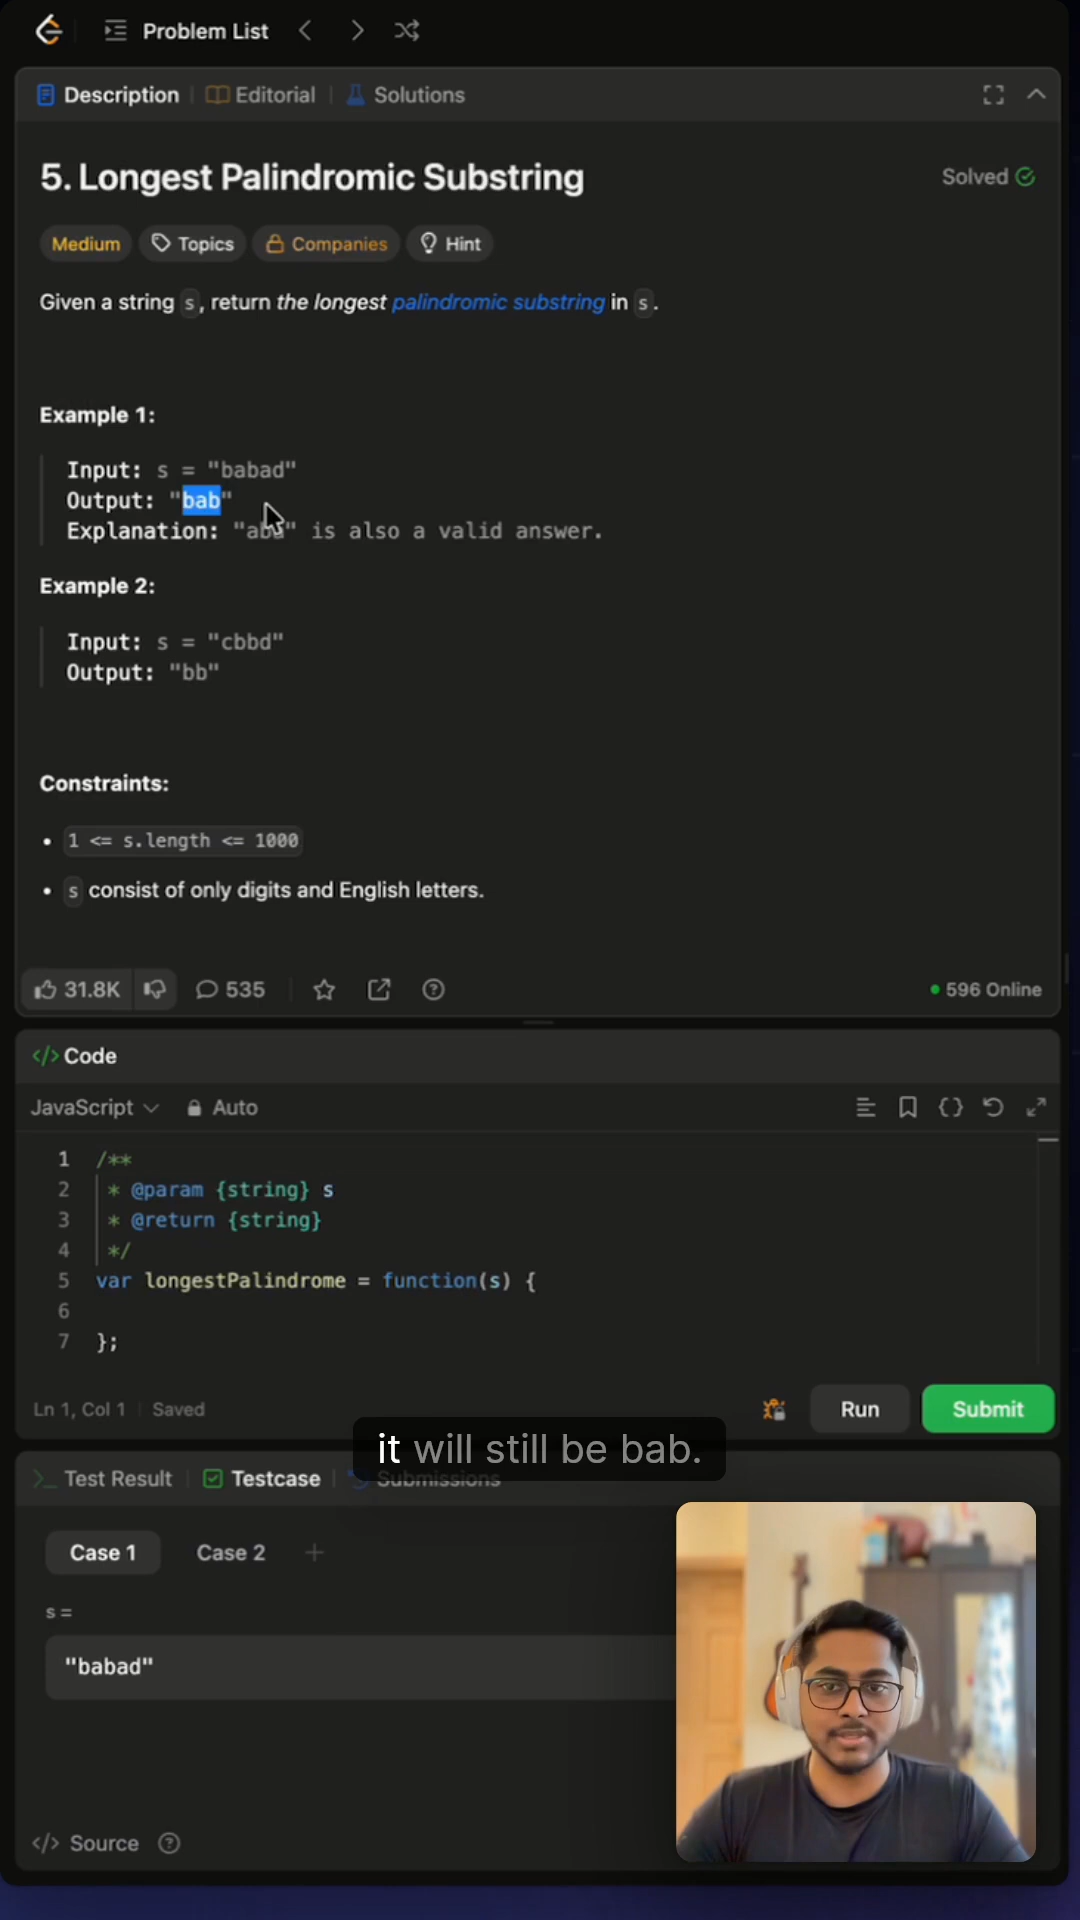 Problem List
Description
Editorial
Solutions
5. Longest Palindromic Substring
Solved
Medium
Topics
Companies
Hint
Given a string s, return the longest palindromic substring in s.
Example 1:
Input: s = "babad"
Output: "bab"
Explanation: "aba" is also a valid answer.
Example 2:
Input: s = "cbbd"
Output: "bb"
Constraints:
1 <= s.length <= 1000
s consist of only digits and English letters.
31.8K
535
596 Online
</> Code
JavaScript
Auto
1 /**
2 * @param {string} s
3 * @return {string}
4 */
5 var longestPalindrome = function(s) {
6
7 };
Ln 1, Col 1
Saved
Run
Submit
it will still be bab.
Test Result
Testcase
Submissions
Case 1
Case 2
s =
"babad"
</> Source